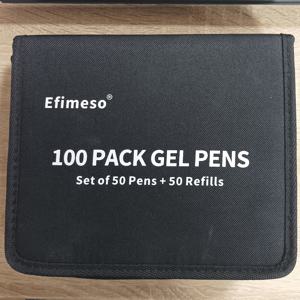 Efimeso®
100 PACK GEL PENS
Set of 50 Pens + 50 Refills